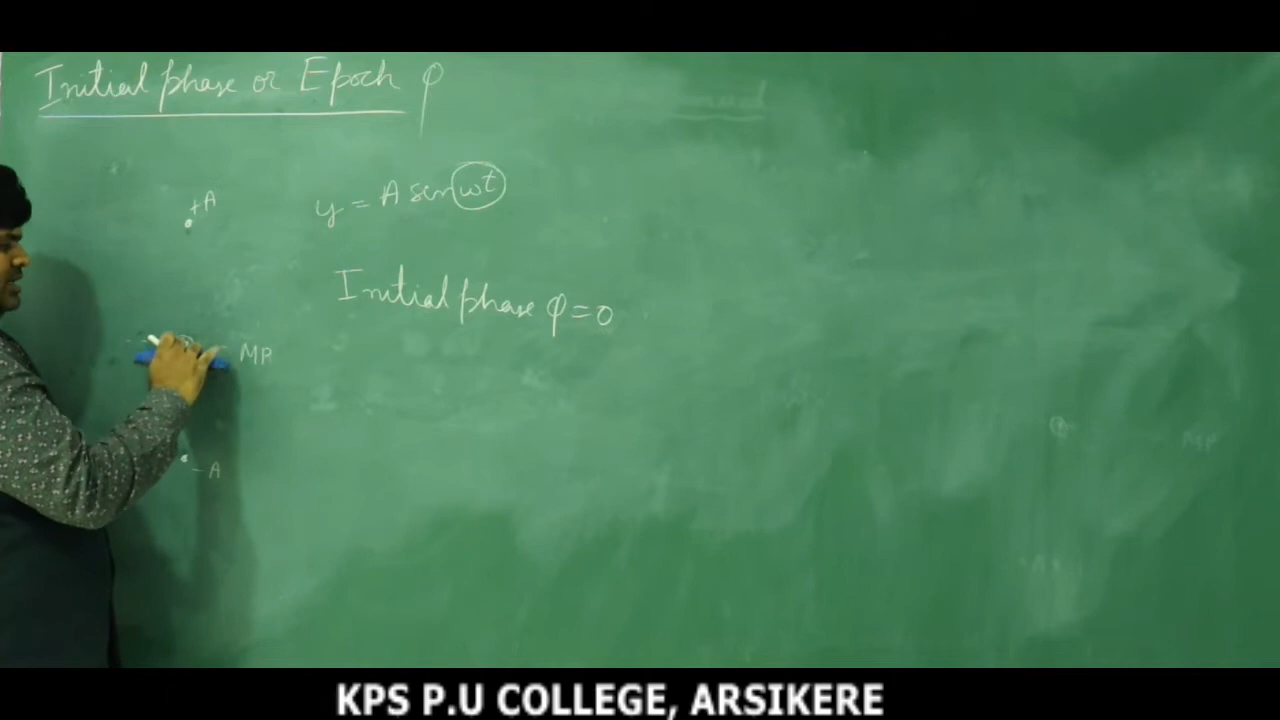 Initial phase or Epoch φ
+A
y = A sin ωt
Initial phase φ = 0
MP
- A
KPS P.U COLLEGE, ARSIKERE